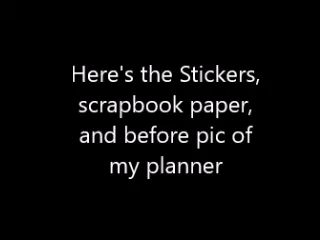 Here's the Stickers,
scrapbook paper,
and before pic of
my planner